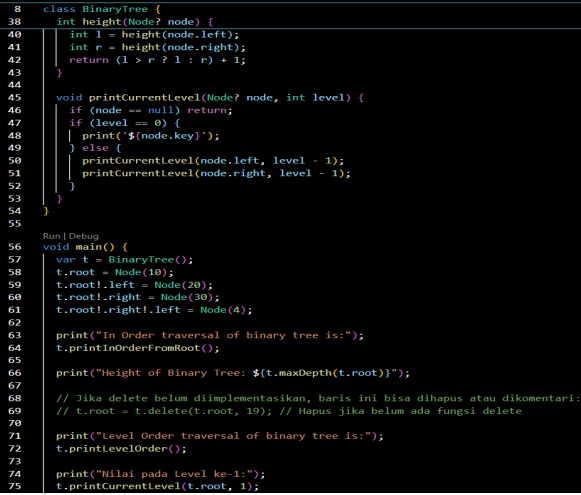 8 class BinaryTree {
38 int height(Node? node) {
40 int l = height(node.left);
41 int r = height(node.right);
42 return (l > r ? l : r) + 1;
43 }
44
45 void printCurrentLevel(Node? node, int level) {
46 if (node == null) return;
47 if (level == 0) {
48 print('${node.key}');
49 } else {
50 printCurrentLevel(node.left, level - 1);
51 printCurrentLevel(node.right, level - 1);
52 }
53 }
54 }
55
Run | Debug
56 void main() {
57 var t = BinaryTree();
58 t.root = Node(10);
59 t.root!.left = Node(20);
60 t.root!.right = Node(30);
61 t.root!.right!.left = Node(4);
62
63 print("In Order traversal of binary tree is:");
64 t.printInOrderFromRoot();
65
66 print("Height of Binary Tree: ${t.maxDepth(t.root)}");
67
68 // Jika delete belum diimplementasikan, baris ini bisa dihapus atau dikomentari:
69 // t.root = t.delete(t.root, 19); // Hapus jika belum ada fungsi delete
70
71 print("Level Order traversal of binary tree is:");
72 t.printLevelOrder();
73
74 print("Nilai pada Level ke-1:");
75 t.printCurrentLevel(t.root, 1);